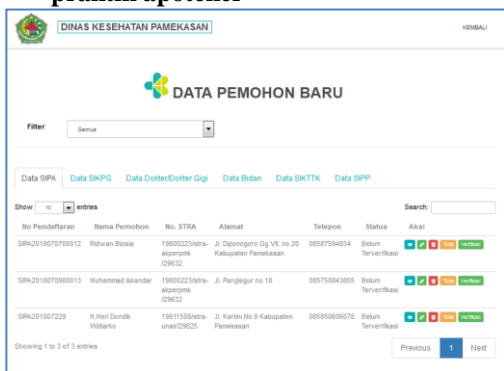 praktik apoteker
DINAS KESEHATAN PAMEKASAN
KEMBALI
DATA PEMOHON BARU
Filter
Semua
Data SIPA Data SIKPG Data Dokter/Dokter Gigi Data Bidan Data SIKTTK Data SIPP
Show 10 entries Search:
No Pendaftaran Nama Pemohon No. STRA Alamat Telepon Status Aksi
SIPA2018070700012 Ridwan Biosia 19800223/stra- Jl. Diponogoro Gg VII. no 20 08587594834 Belum
akperpmk Kabupaten Pamekasan Terverifikasi
/29632
SIPA2018070900013 Muhammad Iskandar 19800223/stra- Jl. Panglegur no.18 085750843855 Belum
akperpmk Terverifikasi
/29632
SIPA201807229 H.Heri Dondik 19911508/stra- Jl. Kartini No.9 Kabupaten 085850606078 Belum
Widiarko unair/29625 Pamekasan Terverifikasi
Showing 1 to 3 of 3 entries
Previous 1 Next